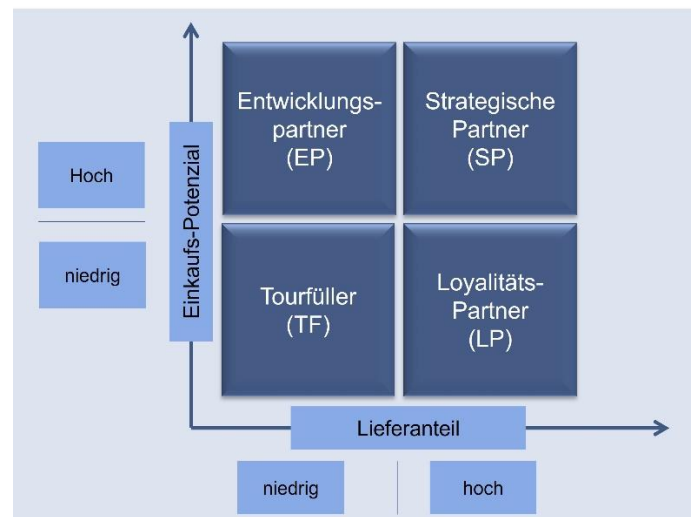 Entwicklungs-
partner
(EP)
Strategische
Partner
(SP)
Hoch
niedrig
Einkaufs-Potenzial
Tourfüller
(TF)
Loyalitäts-
Partner
(LP)
Lieferanteil
niedrig
hoch